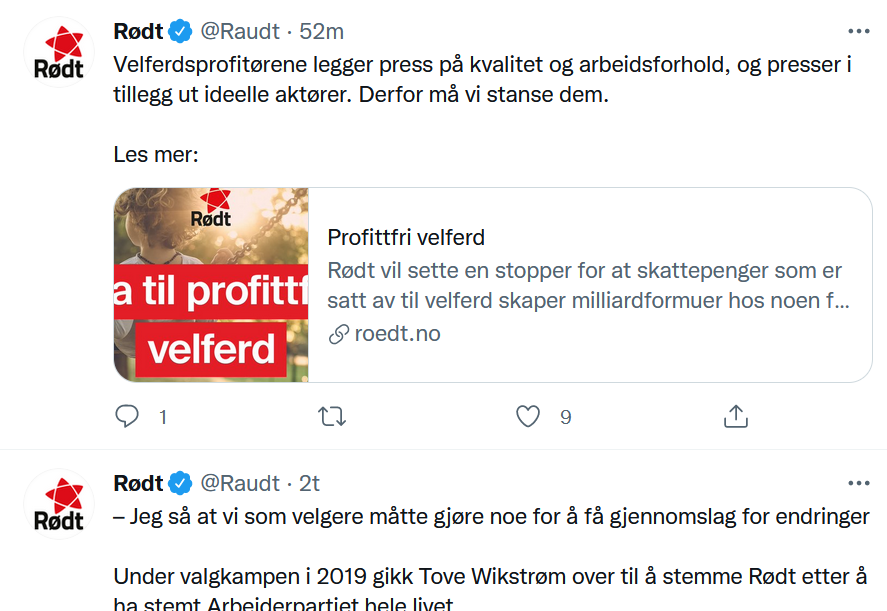 Rødt @Raudt · 52m
Rødt
Velferdsprofitørene legger press på kvalitet og arbeidsforhold, og presser i
tillegg ut ideelle aktører. Derfor må vi stanse dem.
Les mer:
Rødt
a til profittf
velferd
Profittfri velferd
Rødt vil sette en stopper for at skattepenger som er
satt av til velferd skaper milliardformuer hos noen f...
roedt.no
1 9
Rødt @Raudt · 2t
Rødt
– Jeg så at vi som velgere måtte gjøre noe for å få gjennomslag for endringer
Under valgkampen i 2019 gikk Tove Wikstrøm over til å stemme Rødt etter å
ha stemt Arbeiderpartiet hele livet